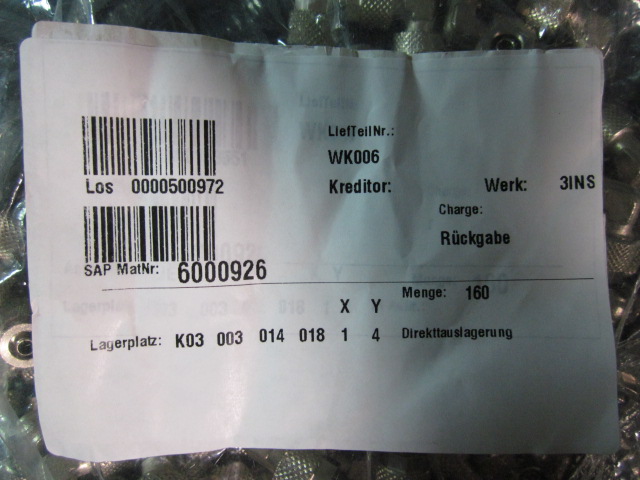 LiefTeilNr.:
WK006
Los 0000500972
Kreditor: Werk: 3INS
Charge:
Rückgabe
SAP MatNr: 6000926
Menge: 160
X Y
Lagerplatz: K03 003 014 018 1 4 Direkttauslagerung